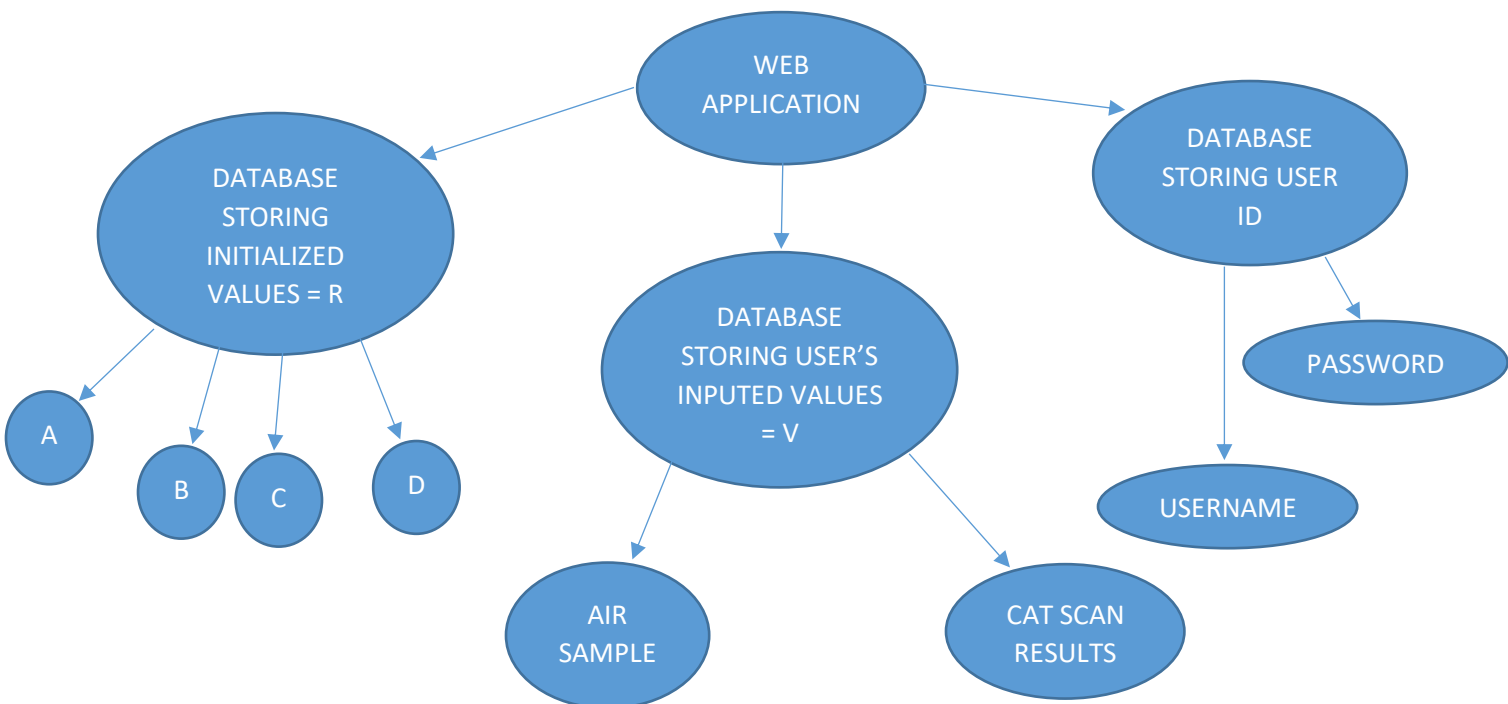 WEB
APPLICATION
DATABASE
STORING
INITIALIZED
VALUES = R
DATABASE
STORING USER
ID
DATABASE
STORING USER’S
INPUTED VALUES
= V
PASSWORD
A
B
C
D
USERNAME
AIR
SAMPLE
CAT SCAN
RESULTS